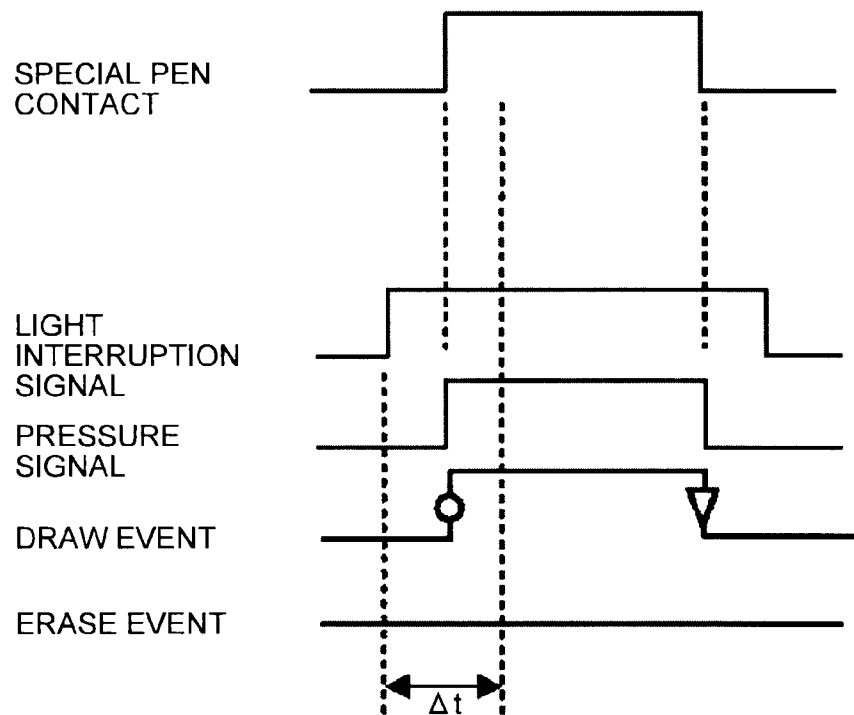 SPECIAL PEN
CONTACT
LIGHT
INTERRUPTION
SIGNAL
PRESSURE
SIGNAL
DRAW EVENT
ERASE EVENT
Δt